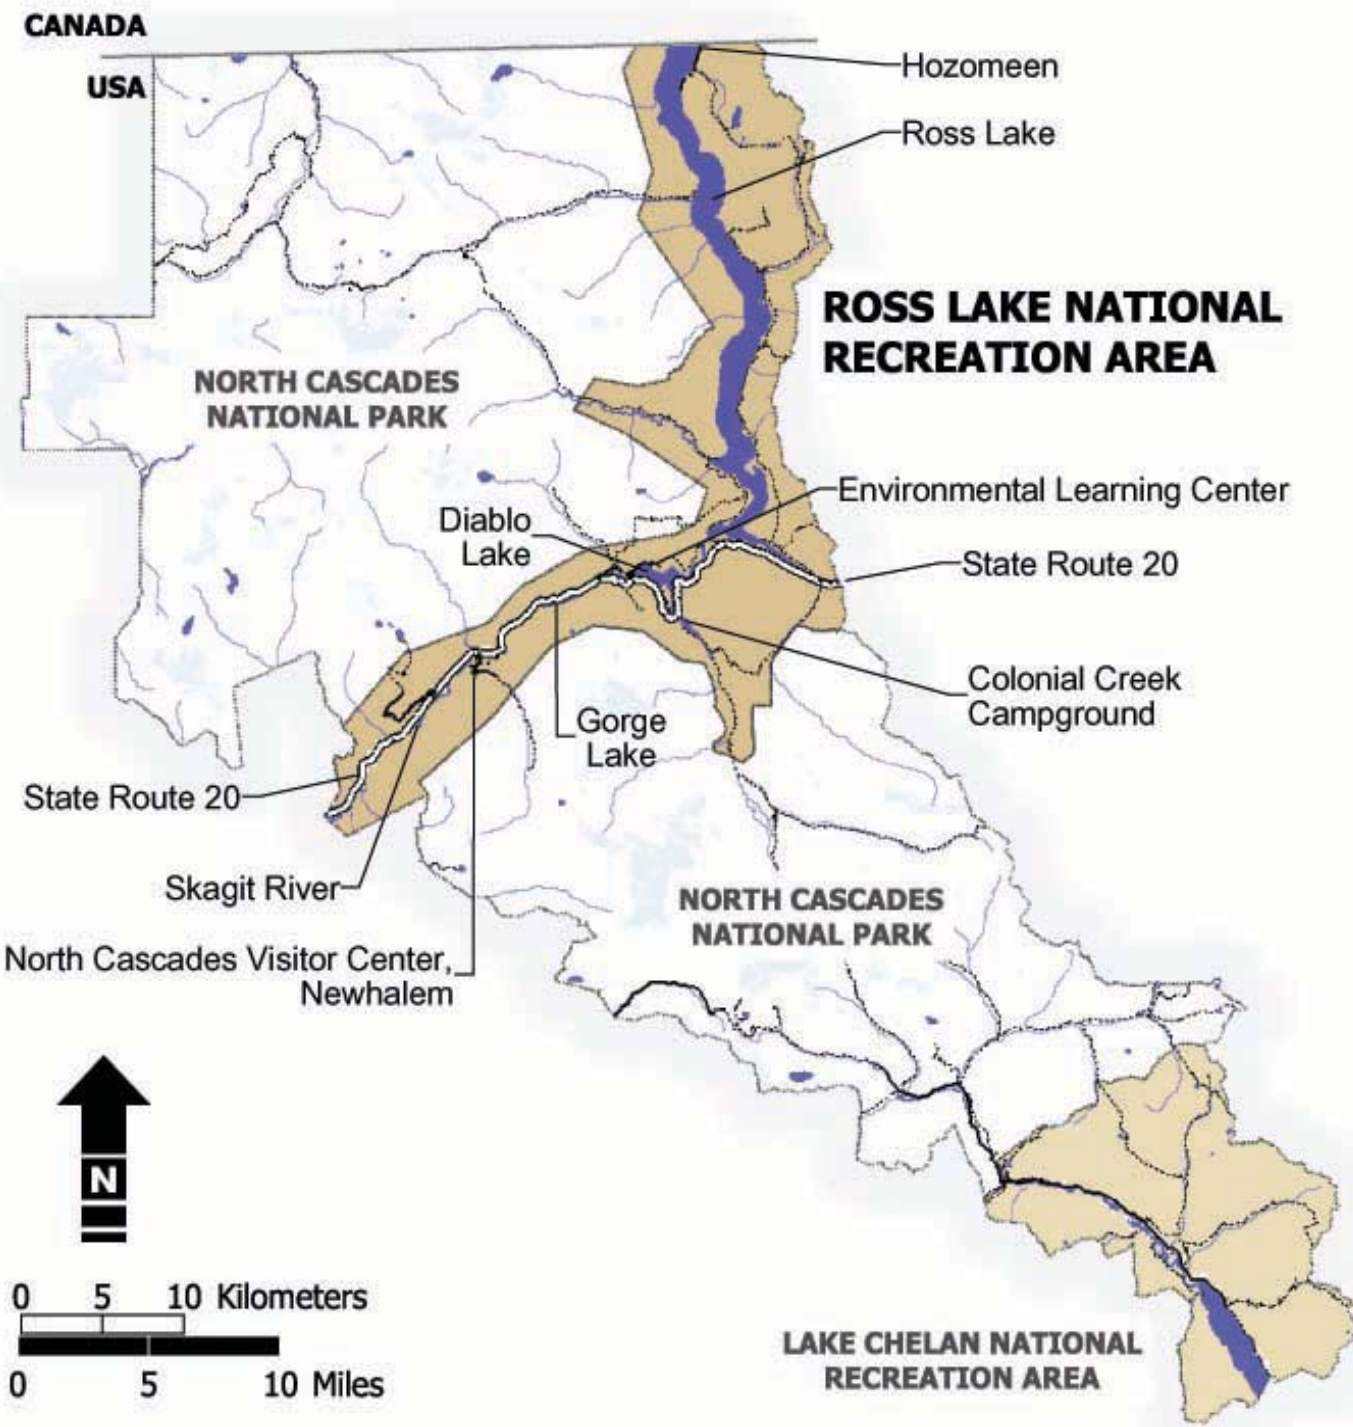 CANADA
USA
Hozomeen
Ross Lake
ROSS LAKE NATIONAL
RECREATION AREA
NORTH CASCADES
NATIONAL PARK
Environmental Learning Center
Diablo
Lake
State Route 20
Colonial Creek
Campground
Gorge
Lake
State Route 20
Skagit River
NORTH CASCADES
NATIONAL PARK
North Cascades Visitor Center,
Newhalem
N
0 5 10 Kilometers
0 5 10 Miles
LAKE CHELAN NATIONAL
RECREATION AREA